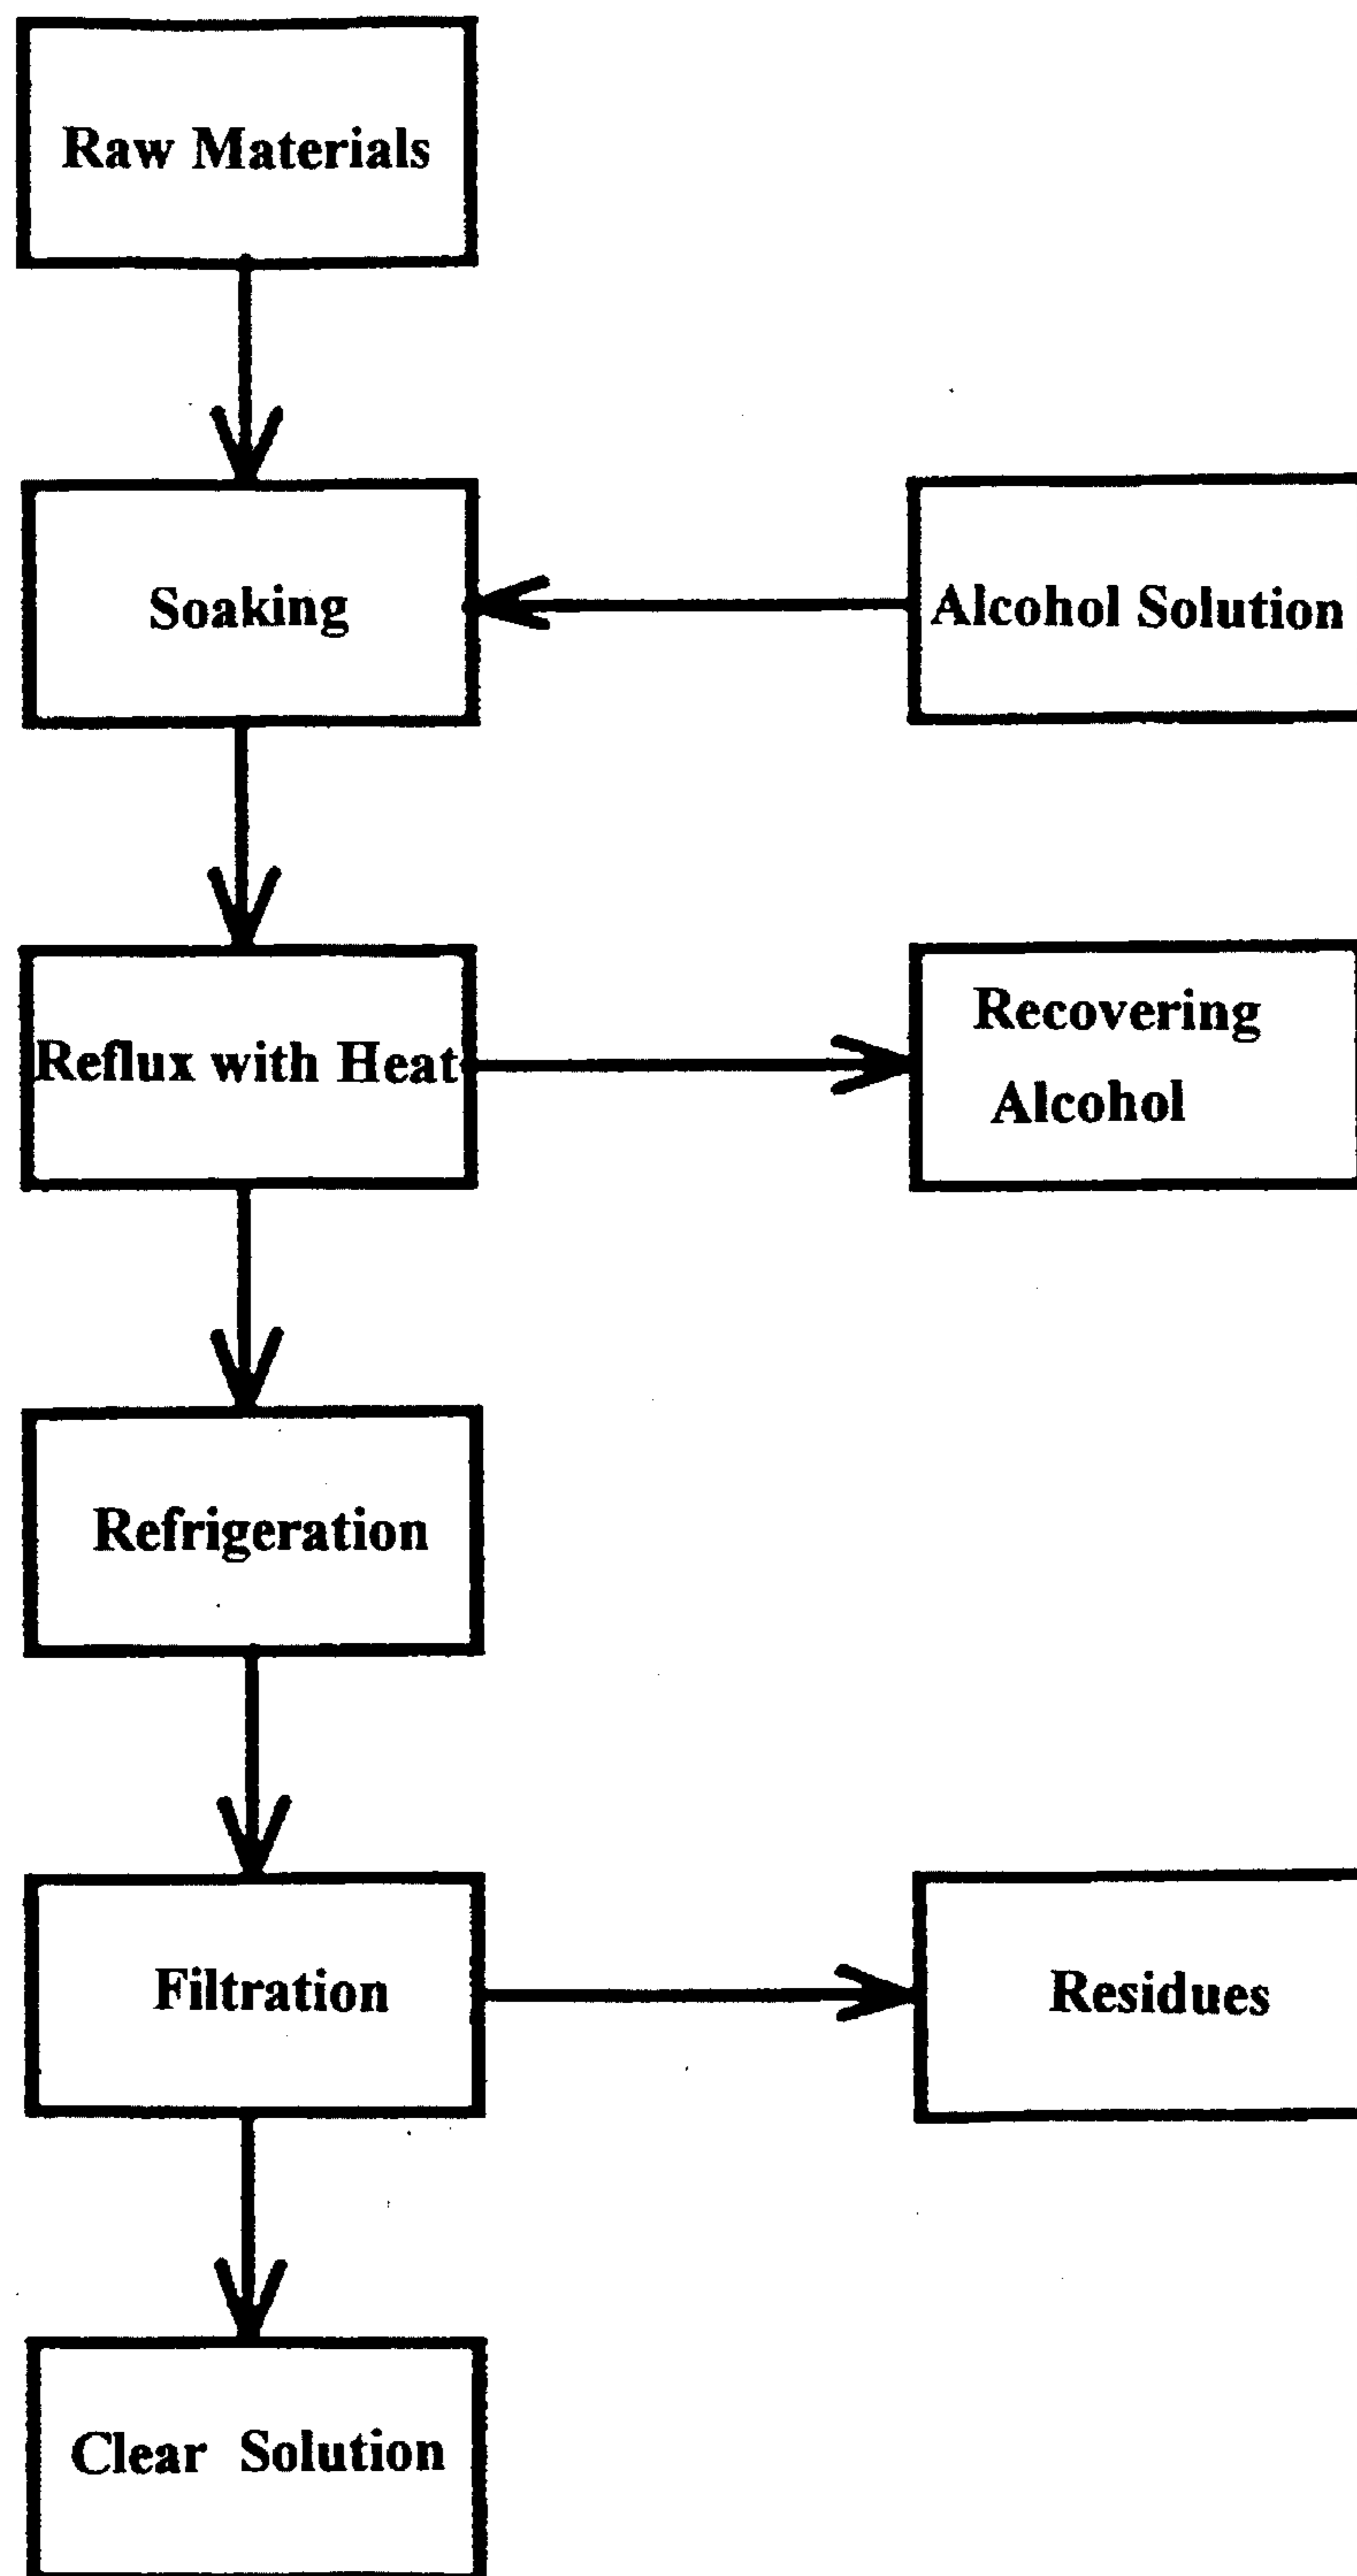 Raw Materials
Soaking
Alcohol Solution
Reflux with Heat
Recovering
Alcohol
Refrigeration
Filtration
Residues
Clear Solution